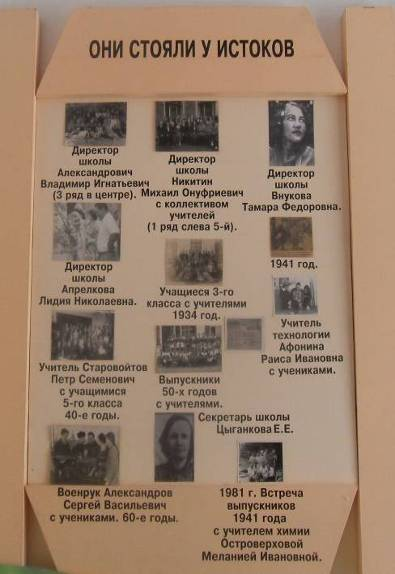 ОНИ СТОЯЛИ У ИСТОКОВ
Директор
школы
Александрович
Владимир Игнатьевич
(3 ряд в центре).
Директор
школы
Никитин
Михаил Онуфриевич
с коллективом
учителей
(1 ряд слева 5-й).
Директор
школы
Внукова
Тамара Федоровна.
Директор
школы
Апрелкова
Лидия Николаевна.
Учащиеся 3-го
класса с учителями
1934 год.
1941 год.
Учитель Старовойтов
Петр Семенович
с учащимися
5-го класса
40-е годы.
Выпускники
50-х годов
с учителями.
Учитель
технологии
Афонина
Раиса Ивановна
с учениками.
Секретарь школы
Цыганкова Е.Е.
Военрук Александров
Сергей Васильевич
с учениками. 60-е годы.
1981 г. Встреча
выпускников
1941 года
с учителем химии
Островерховой
Меланией Ивановной.